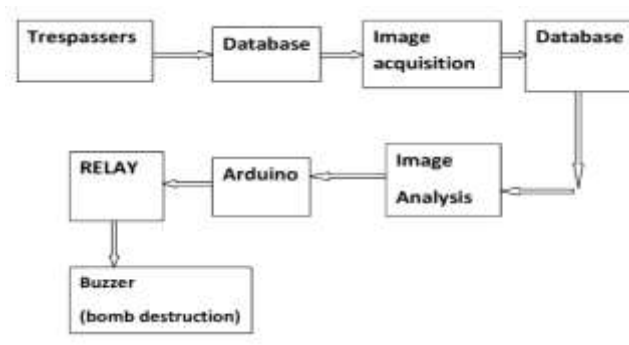 Trespassers
Database
Image
acquisition
Database
Image
Analysis
Arduino
RELAY
Buzzer
(bomb destruction)